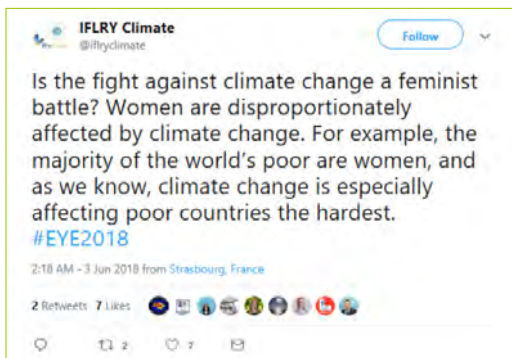 IFLRY Climate
@iflryclimate
Follow
Is the fight against climate change a feminist
battle? Women are disproportionately
affected by climate change. For example, the
majority of the world's poor are women, and
as we know, climate change is especially
affecting poor countries the hardest.
#EYE2018
2:18 AM - 3 Jun 2018 from Strasbourg, France
2 Retweets 7 Likes
2 7